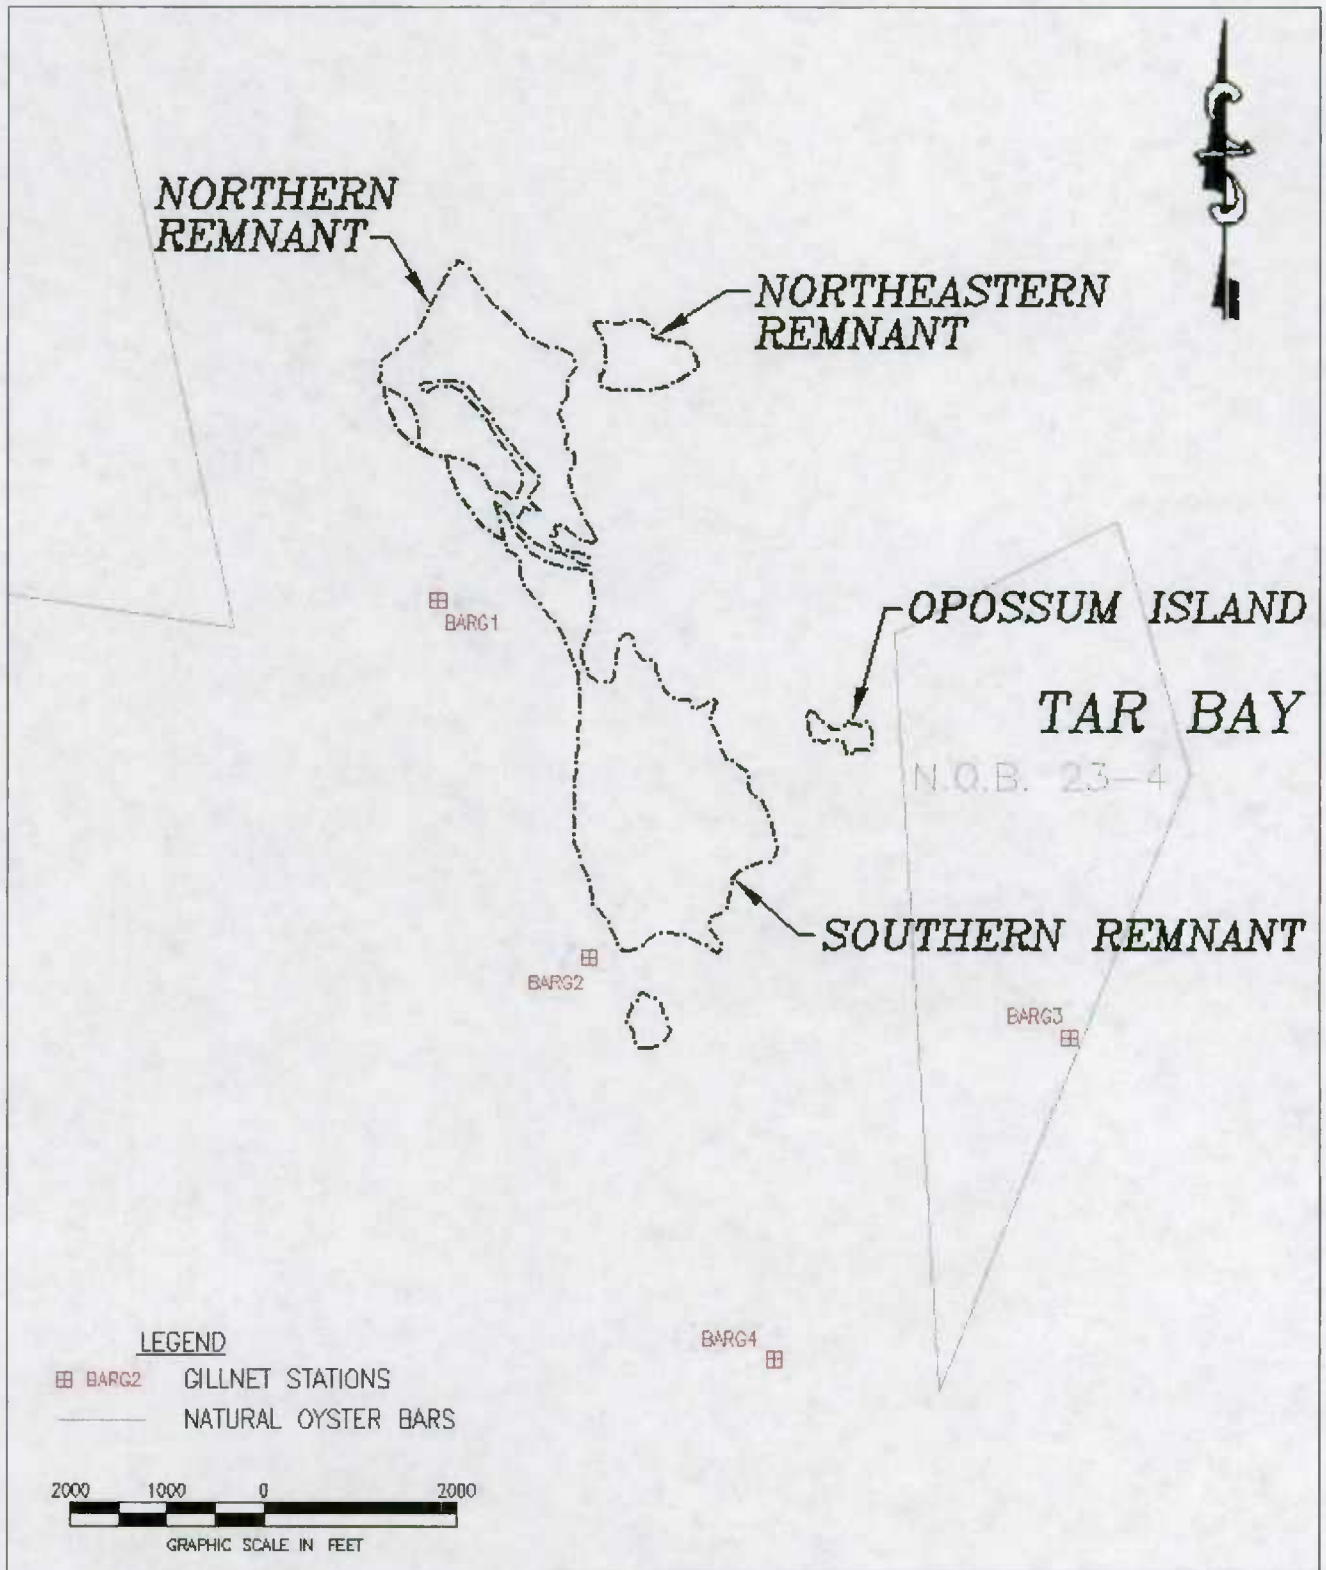 NORTHERN
REMNANT
NORTHEASTERN
REMNANT
BARG1
OPOSSUM ISLAND
TAR BAY
N.O.B. 23-4
SOUTHERN REMNANT
BARG2
BARG3
BARG4
LEGEND
BARG2 GILLNET STATIONS
NATURAL OYSTER BARS
2000 1000 0 2000
GRAPHIC SCALE IN FEET